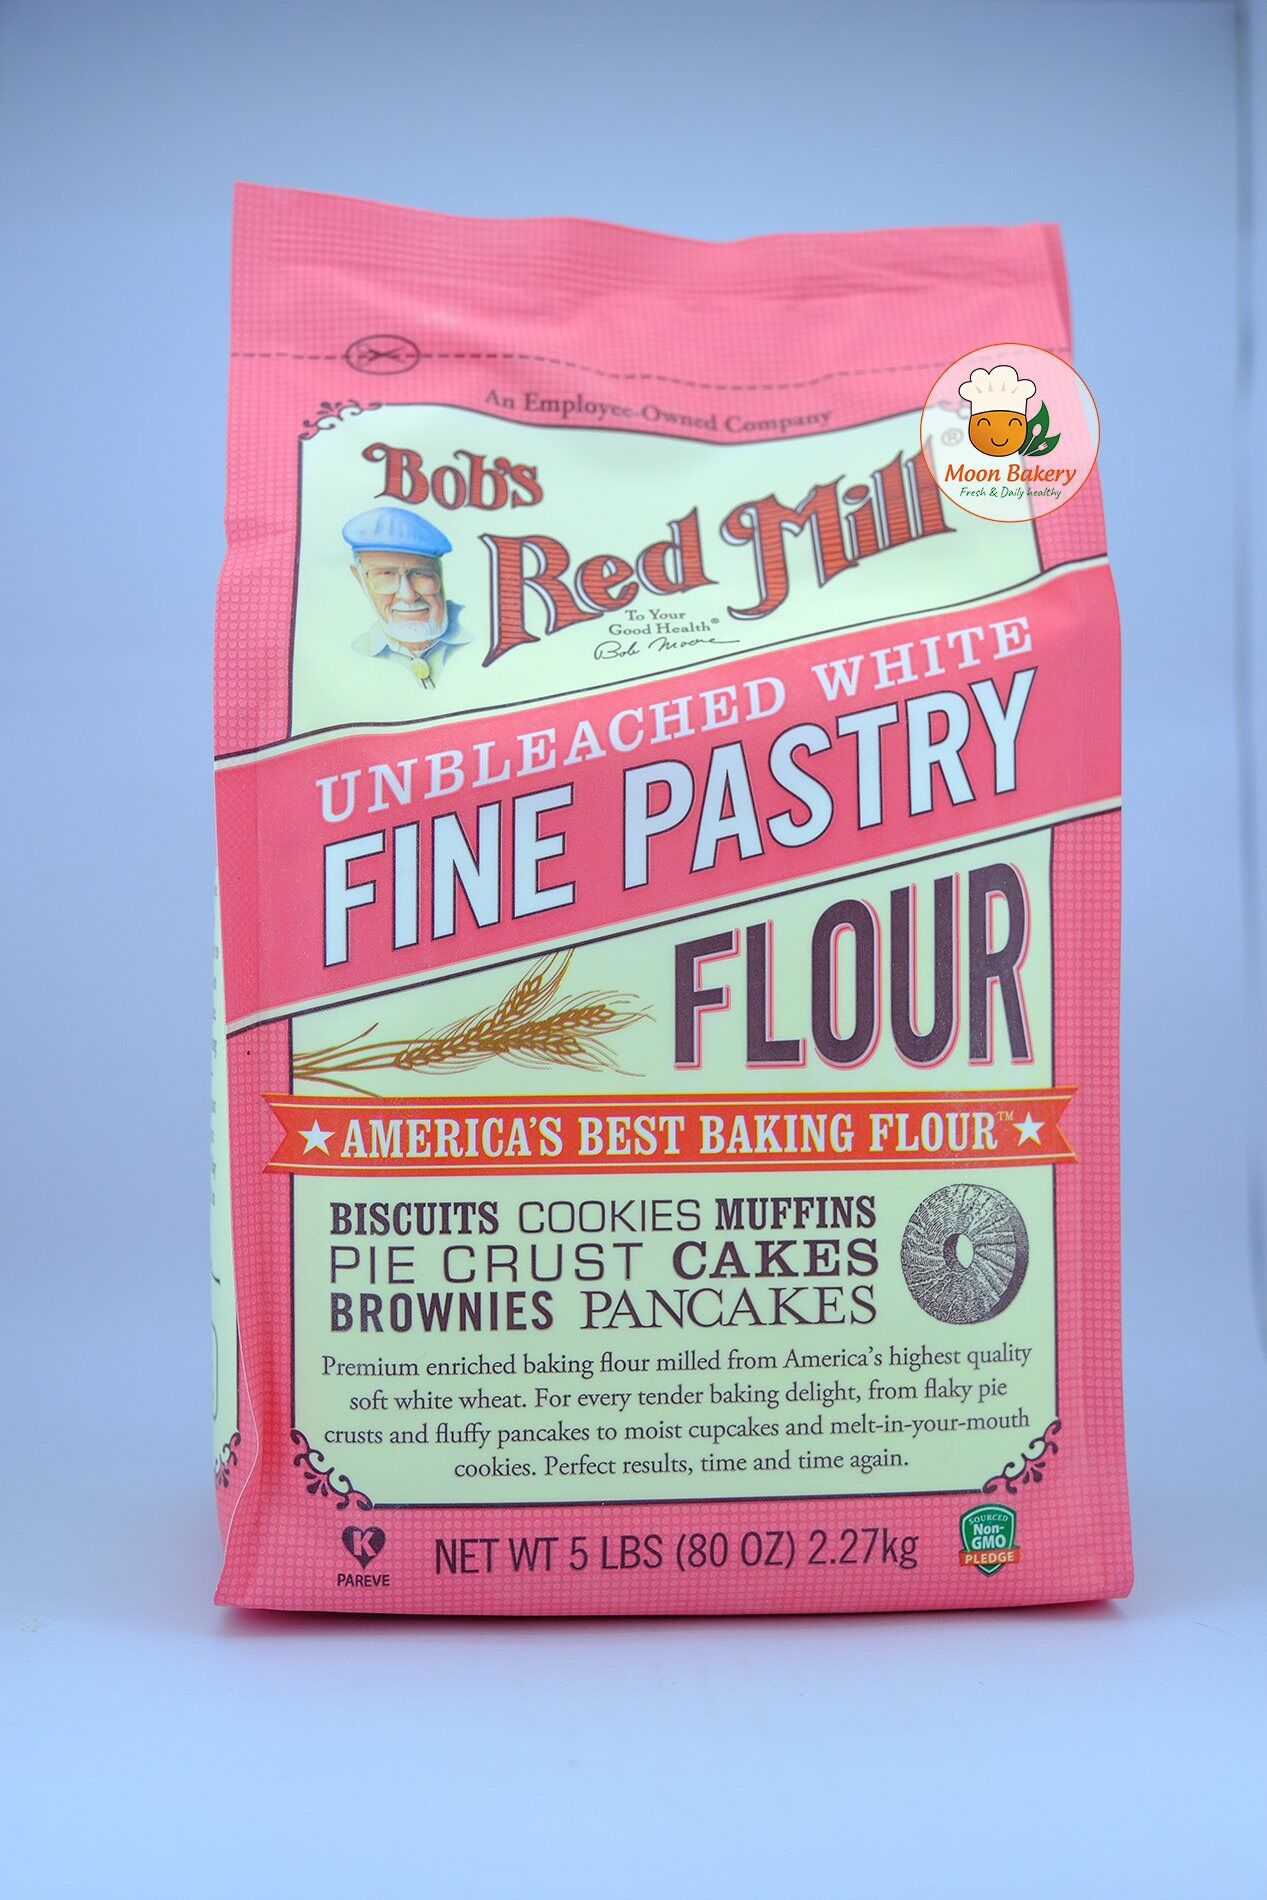 An Employee-Owned Company
Bob's
Red Mill®
To Your
Good Health®
Bob Moore
Moon Bakery
Fresh & Daily healthy
UNBLEACHED WHITE
FINE PASTRY
FLOUR
★ AMERICA'S BEST BAKING FLOUR™ ★
BISCUITS COOKIES MUFFINS
PIE CRUST CAKES
BROWNIES PANCAKES
Premium enriched baking flour milled from America's highest quality
soft white wheat. For every tender baking delight, from flaky pie
crusts and fluffy pancakes to moist cupcakes and melt-in-your-mouth
cookies. Perfect results, time and time again.
K
PAREVE
NET WT 5 LBS (80 OZ) 2.27kg
SOURCED
Non-
GMO
PLEDGE